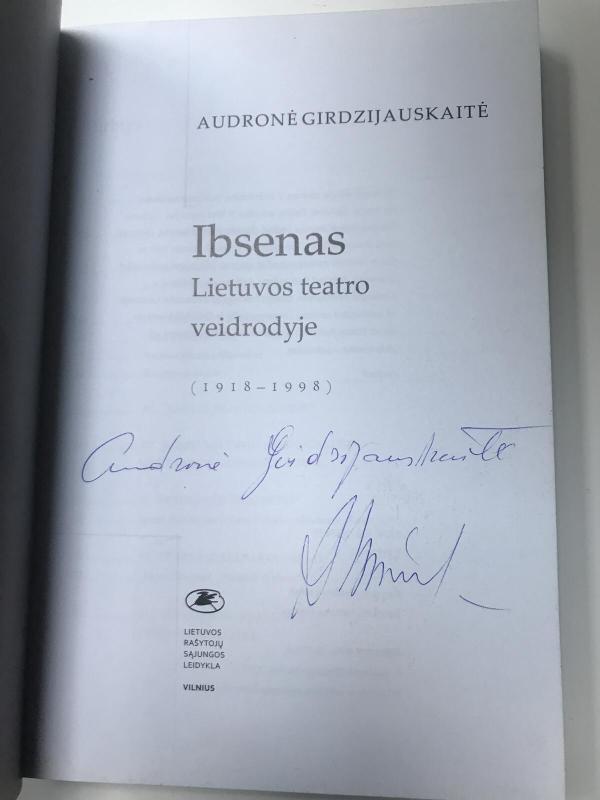 AUDRONĖ GIRDZIJAUSKAITĖ
Ibsenas
Lietuvos teatro
veidrodyje
(1918–1998)
Audronė Girdzijauskaitė
LIETUVOS
RAŠYTOJŲ
SĄJUNGOS
LEIDYKLA
VILNIUS